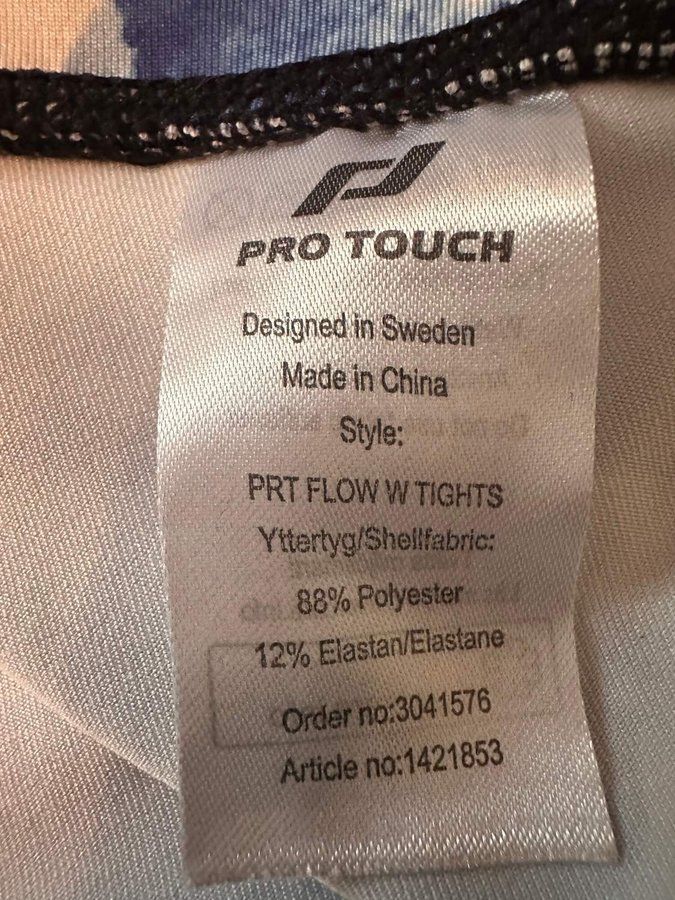 PRO TOUCH
Designed in Sweden
Made in China
Style:
PRT FLOW W TIGHTS
Yttertyg/Shellfabric:
88% Polyester
12% Elastan/Elastane
Order no:3041576
Article no:1421853